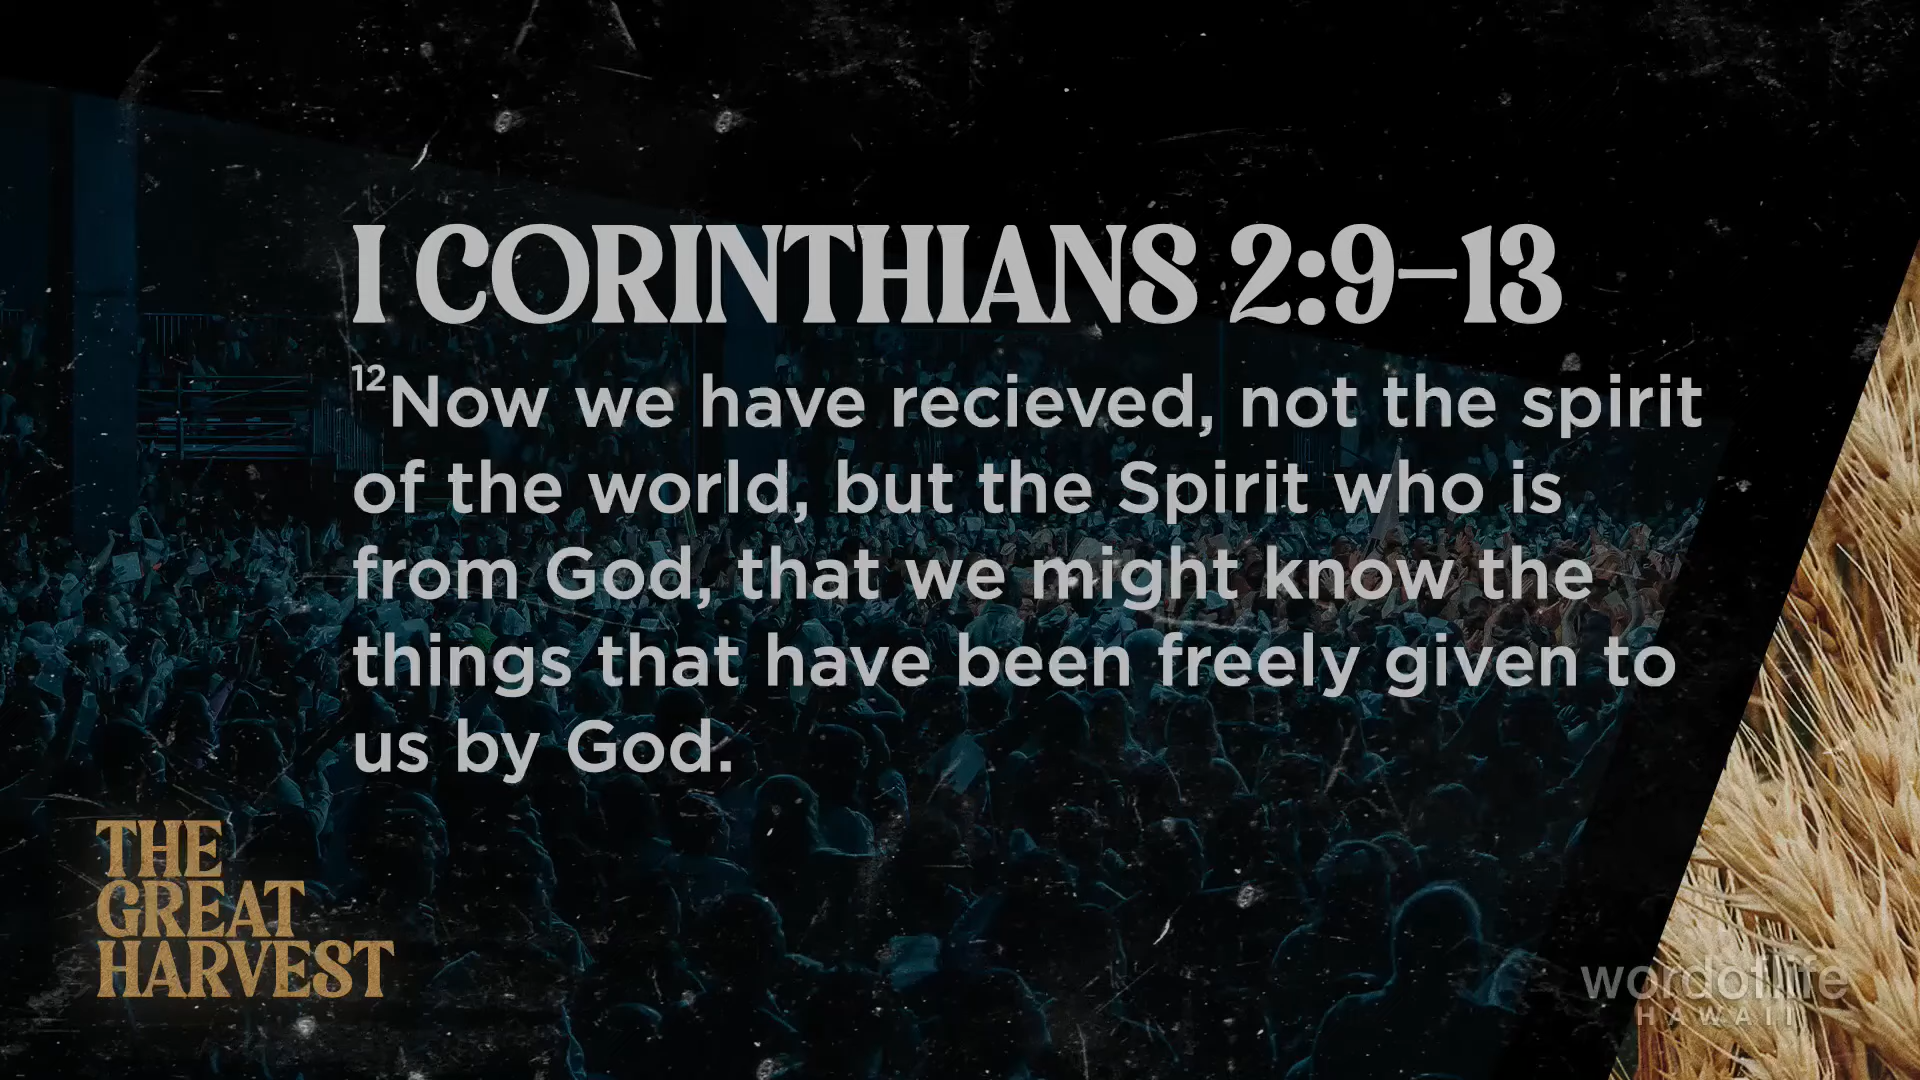 I CORINTHIANS 2:9–13
¹²Now we have recieved, not the spirit
of the world, but the Spirit who is
from God, that we might know the
things that have been freely given to
us by God.
THE
GREAT
HARVEST
wordoflife
HAWAII